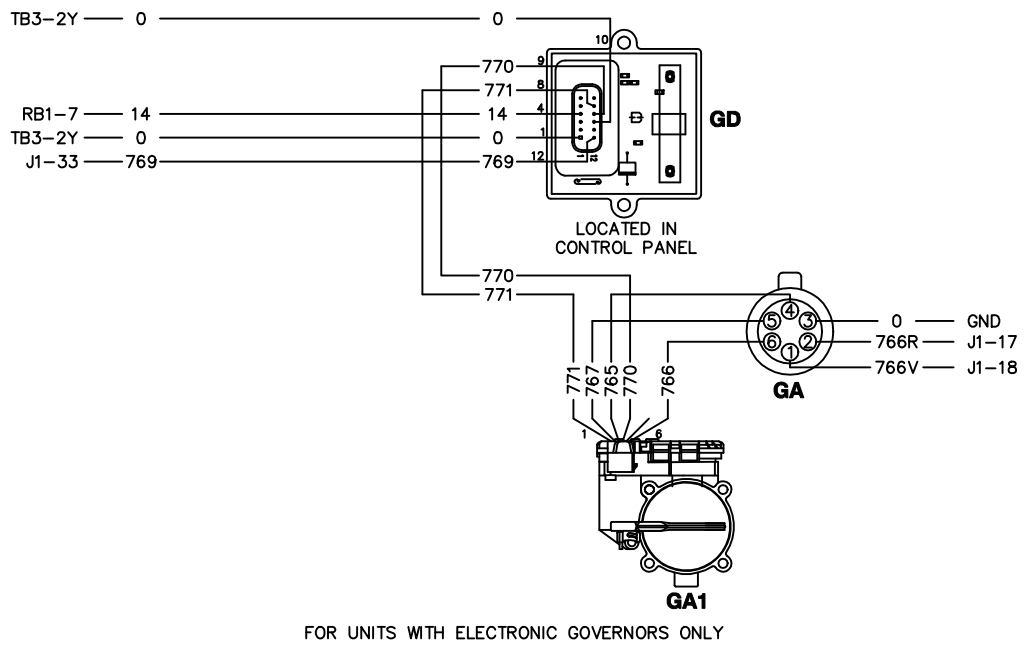 TB3-2Y 0 0
10
9
770
8
771
RB1-7 14 14 4
TB3-2Y 0 0 1
J1-33 769 769 12
1 12
GD
LOCATED IN
CONTROL PANEL
770
771
4
5 3 0 GND
6 2 766R J1-17
1 766V J1-18
GA
771 767 765 770 766
1 6
GA1
FOR UNITS WITH ELECTRONIC GOVERNORS ONLY